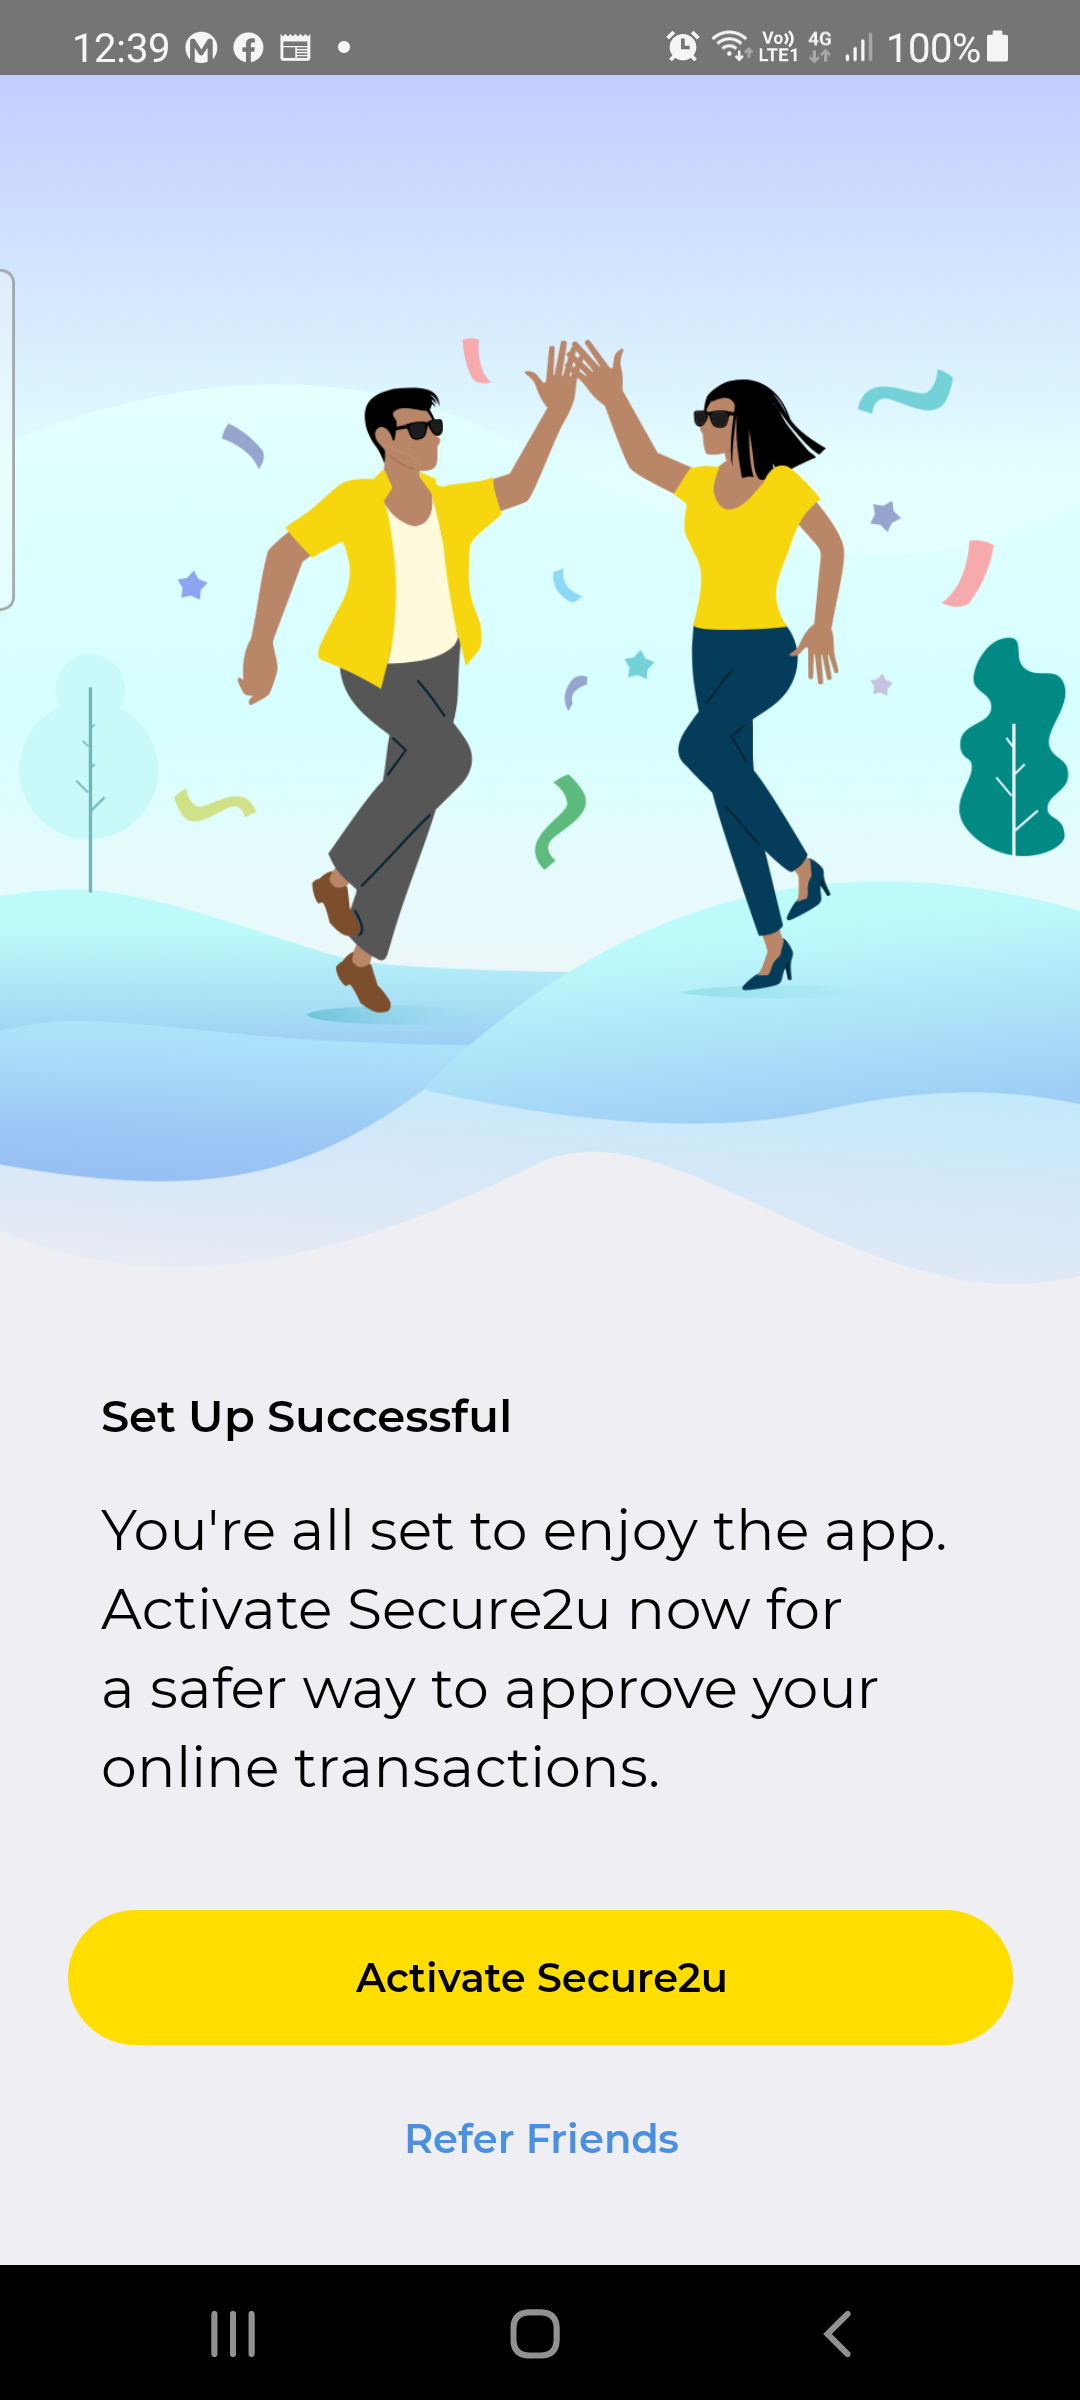 12:39 Vo)) LTE1 4G 100%
Set Up Successful
You're all set to enjoy the app.
Activate Secure2u now for
a safer way to approve your
online transactions.
Activate Secure2u
Refer Friends